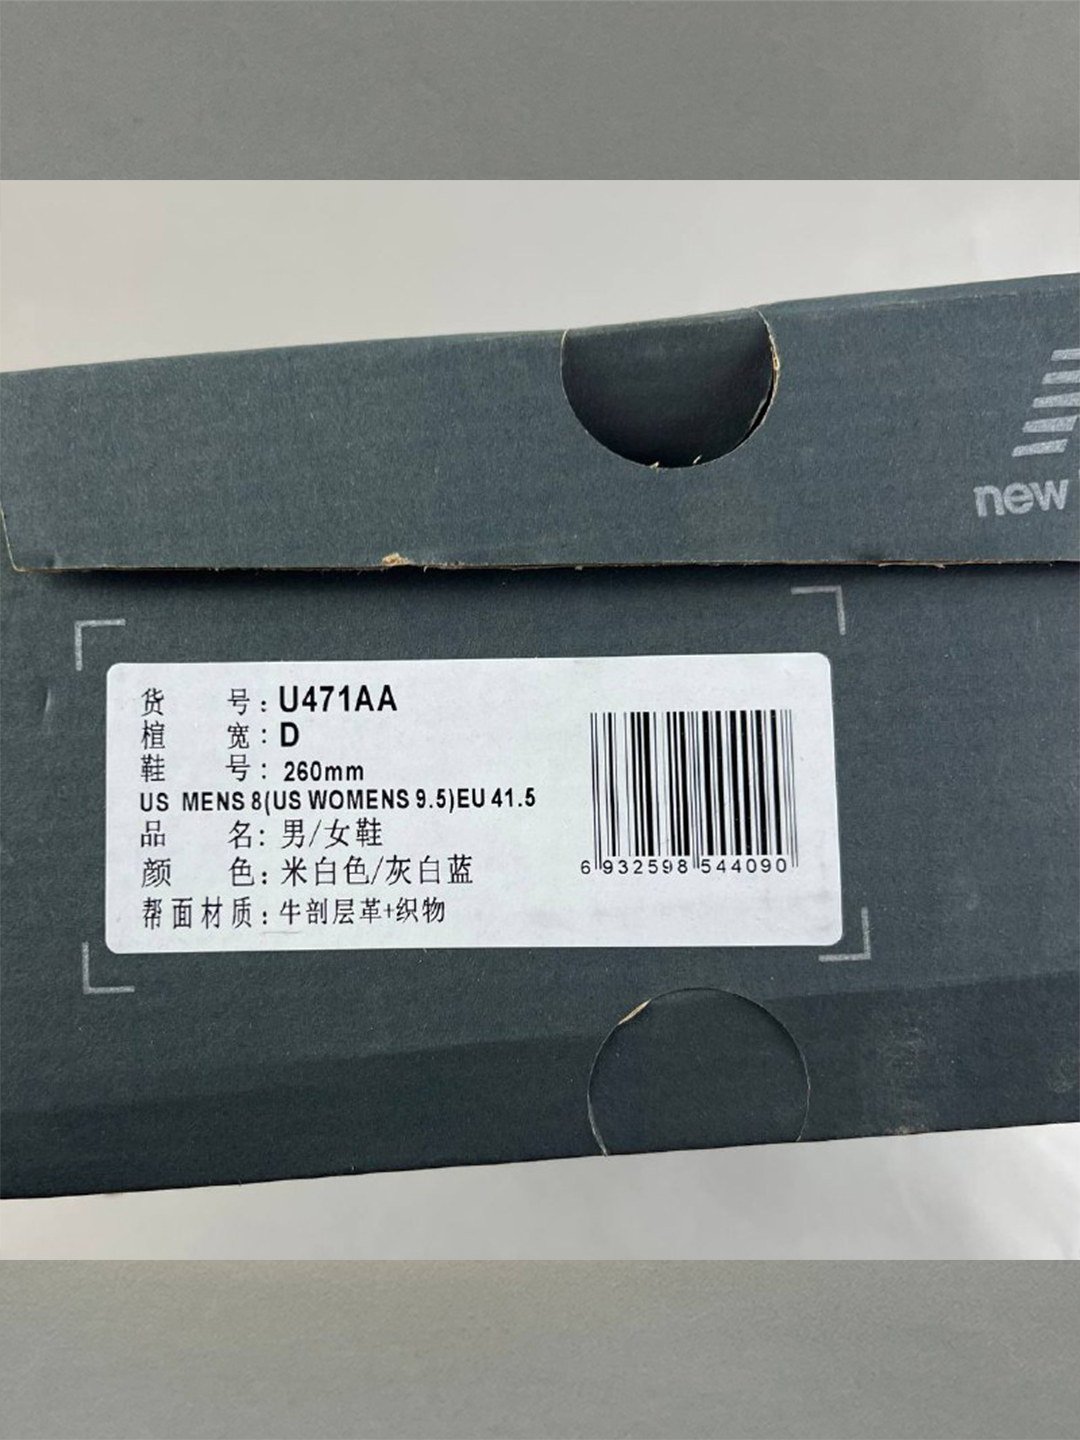 new
货 号：U471AA
楦 宽：D
鞋 号：260mm
US MENS 8(US WOMENS 9.5)EU 41.5
品 名：男/女鞋
颜 色：米白色/灰白蓝
帮面材质：牛剖层革+织物
6 932598 544090